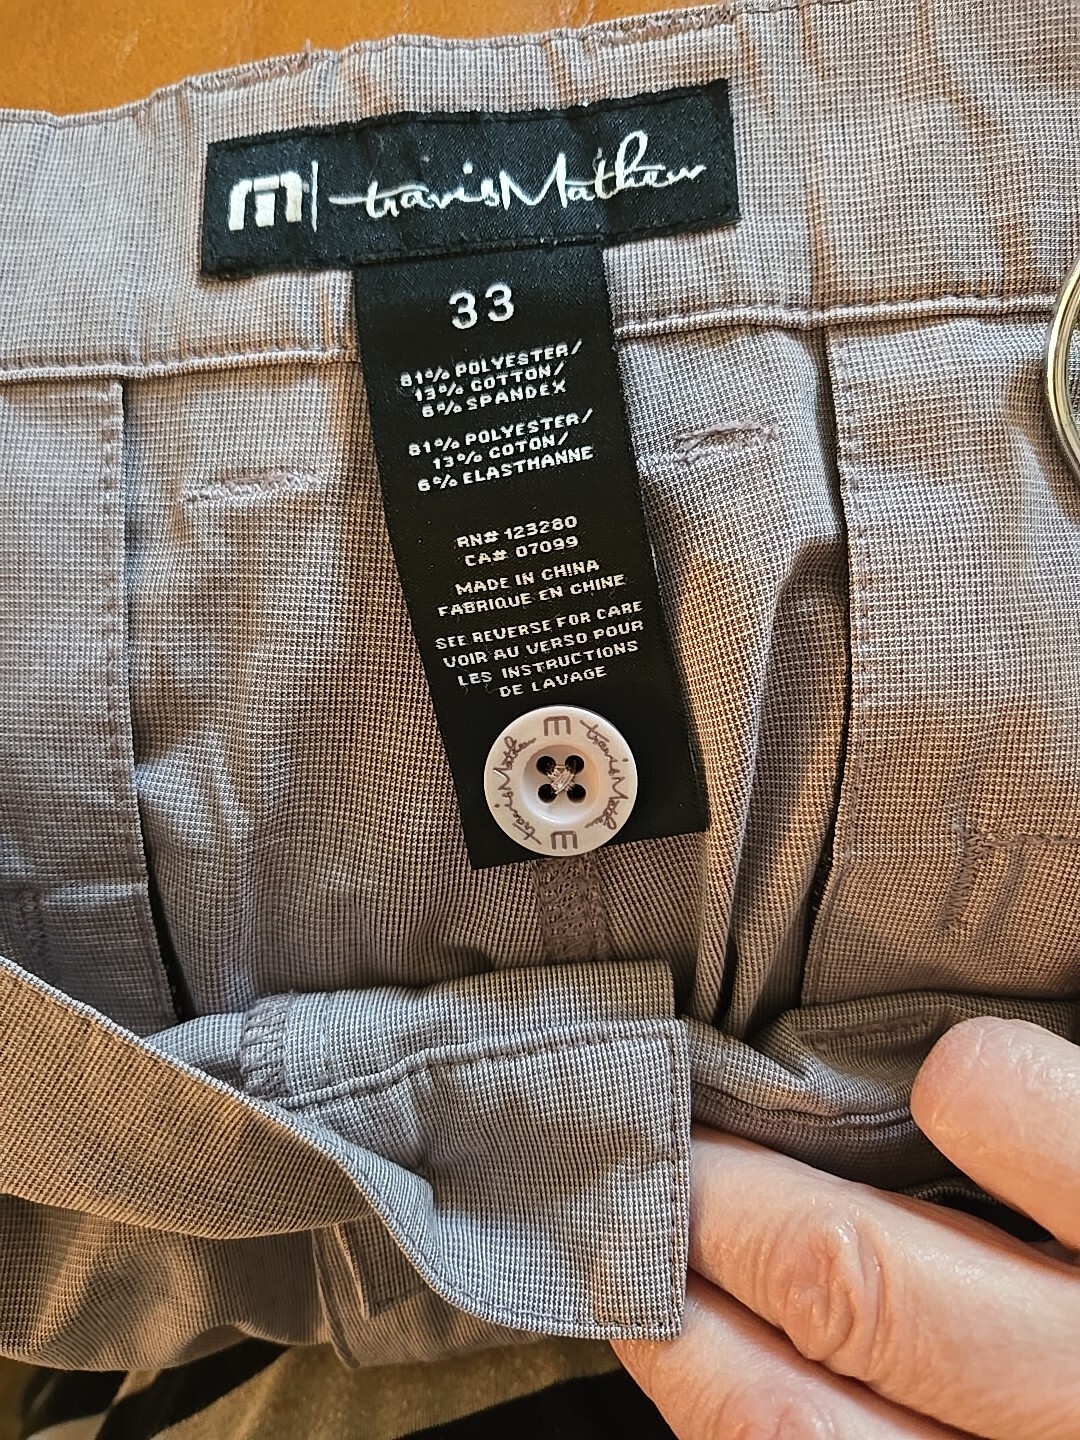 m | travisMathew
33
81% POLYESTER/
13% COTTON/
6% SPANDEX
81% POLYESTER/
13% COTON/
6% ELASTHANNE
RN# 123280
CA# 07099
MADE IN CHINA
FABRIQUE EN CHINE
SEE REVERSE FOR CARE
VOIR AU VERSO POUR
LES INSTRUCTIONS
DE LAVAGE
m travisMathew m travisMathew